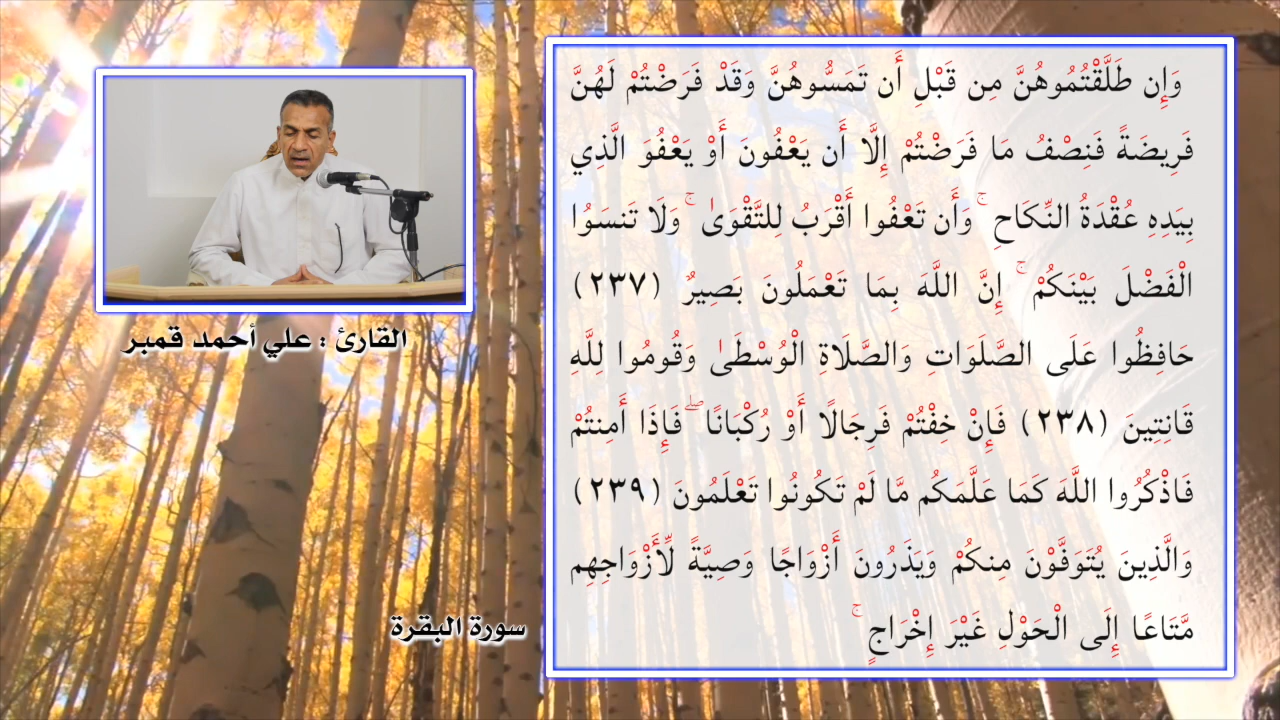 وَإِن طَلَّقْتُمُوهُنَّ مِن قَبْلِ أَن تَمَسُّوهُنَّ وَقَدْ فَرَضْتُمْ لَهُنَّ
فَرِيضَةً فَنِصْفُ مَا فَرَضْتُمْ إِلَّا أَن يَعْفُونَ أَوْ يَعْفُوَ الَّذِي
بِيَدِهِ عُقْدَةُ النِّكَاحِ ۚ وَأَن تَعْفُوا أَقْرَبُ لِلتَّقْوَىٰ ۚ وَلَا تَنسَوُا
الْفَضْلَ بَيْنَكُمْ ۚ إِنَّ اللَّهَ بِمَا تَعْمَلُونَ بَصِيرٌ (٢٣٧)
حَافِظُوا عَلَى الصَّلَوَاتِ وَالصَّلَاةِ الْوُسْطَىٰ وَقُومُوا لِلَّهِ
قَانِتِينَ (٢٣٨) فَإِنْ خِفْتُمْ فَرِجَالًا أَوْ رُكْبَانًا ۖ فَإِذَا أَمِنتُمْ
فَاذْكُرُوا اللَّهَ كَمَا عَلَّمَكُم مَّا لَمْ تَكُونُوا تَعْلَمُونَ (٢٣٩)
وَالَّذِينَ يُتَوَفَّوْنَ مِنكُمْ وَيَذَرُونَ أَزْوَاجًا وَصِيَّةً لِّأَزْوَاجِهِم
مَّتَاعًا إِلَى الْحَوْلِ غَيْرَ إِخْرَاجٍ ۚ
القارئ : علي أحمد قمبر
سورة البقرة